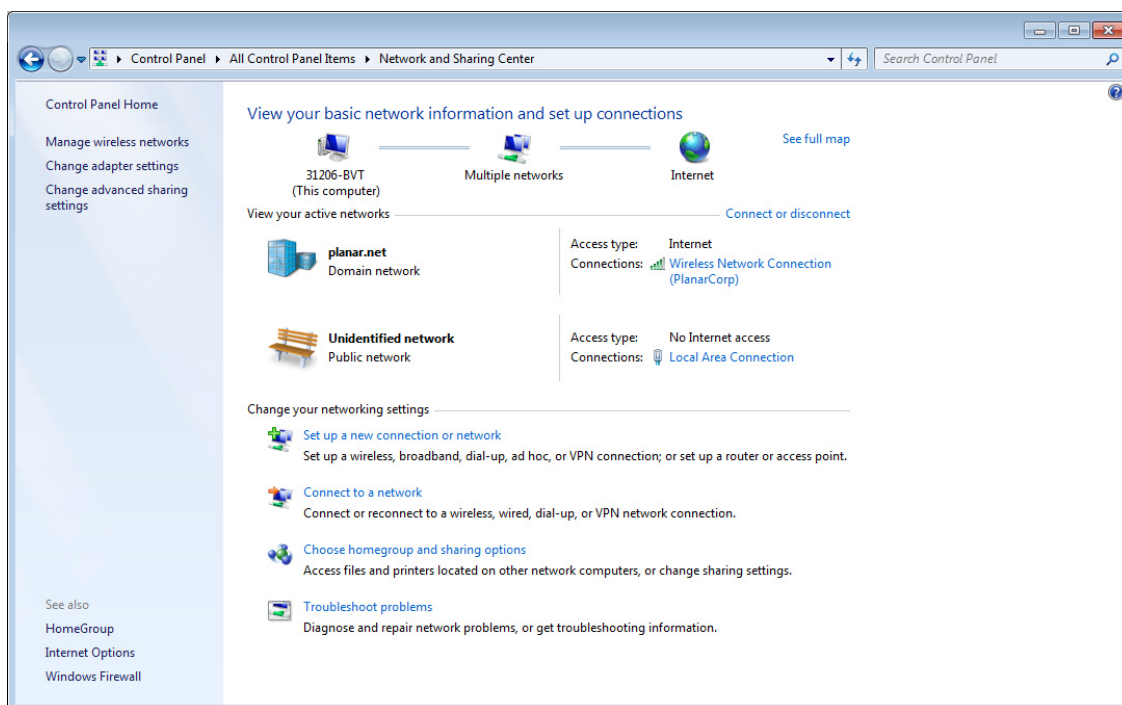 Control Panel All Control Panel Items Network and Sharing Center
Search Control Panel
Control Panel Home
Manage wireless networks
Change adapter settings
Change advanced sharing
settings
See also
HomeGroup
Internet Options
Windows Firewall
View your basic network information and set up connections
See full map
31206-BVT
(This computer)
Multiple networks
Internet
View your active networks
Connect or disconnect
planar.net
Domain network
Access type: Internet
Connections: Wireless Network Connection
(PlanarCorp)
Unidentified network
Public network
Access type: No Internet access
Connections: Local Area Connection
Change your networking settings
Set up a new connection or network
Set up a wireless, broadband, dial-up, ad hoc, or VPN connection; or set up a router or access point.
Connect to a network
Connect or reconnect to a wireless, wired, dial-up, or VPN network connection.
Choose homegroup and sharing options
Access files and printers located on other network computers, or change sharing settings.
Troubleshoot problems
Diagnose and repair network problems, or get troubleshooting information.